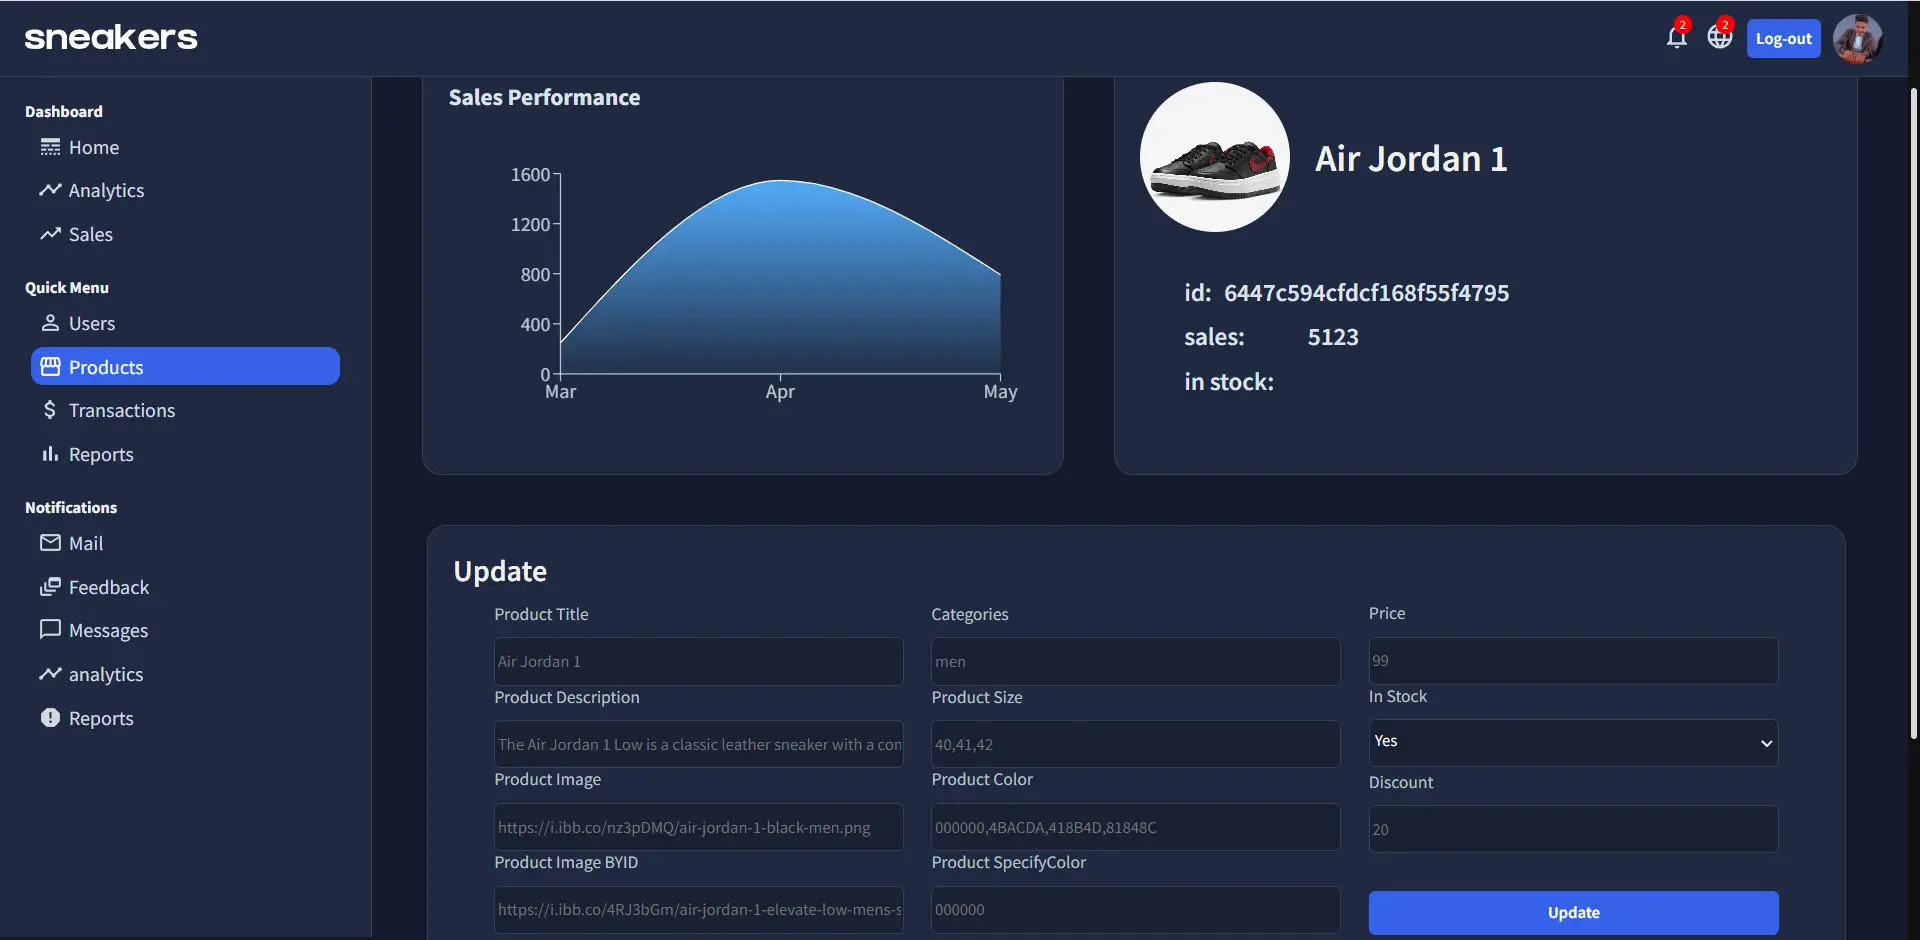 sneakers
2
2
Log-out
Dashboard
Home
Analytics
Sales
Quick Menu
Users
Products
Transactions
Reports
Notifications
Mail
Feedback
Messages
analytics
Reports
Sales Performance
1600
1200
800
400
0
Mar Apr May
Air Jordan 1
id: 6447c594cfdcf168f55f4795
sales: 5123
in stock:
Update
Product Title
Air Jordan 1
Product Description
The Air Jordan 1 Low is a classic leather sneaker with a con
Product Image
https://i.ibb.co/nz3pDMQ/air-jordan-1-black-men.png
Product Image BYID
https://i.ibb.co/4RJ3bGm/air-jordan-1-elevate-low-mens-s
Categories
men
Product Size
40,41,42
Product Color
000000,4BACDA,418B4D,81848C
Product SpecifyColor
000000
Price
99
In Stock
Yes
Discount
20
Update